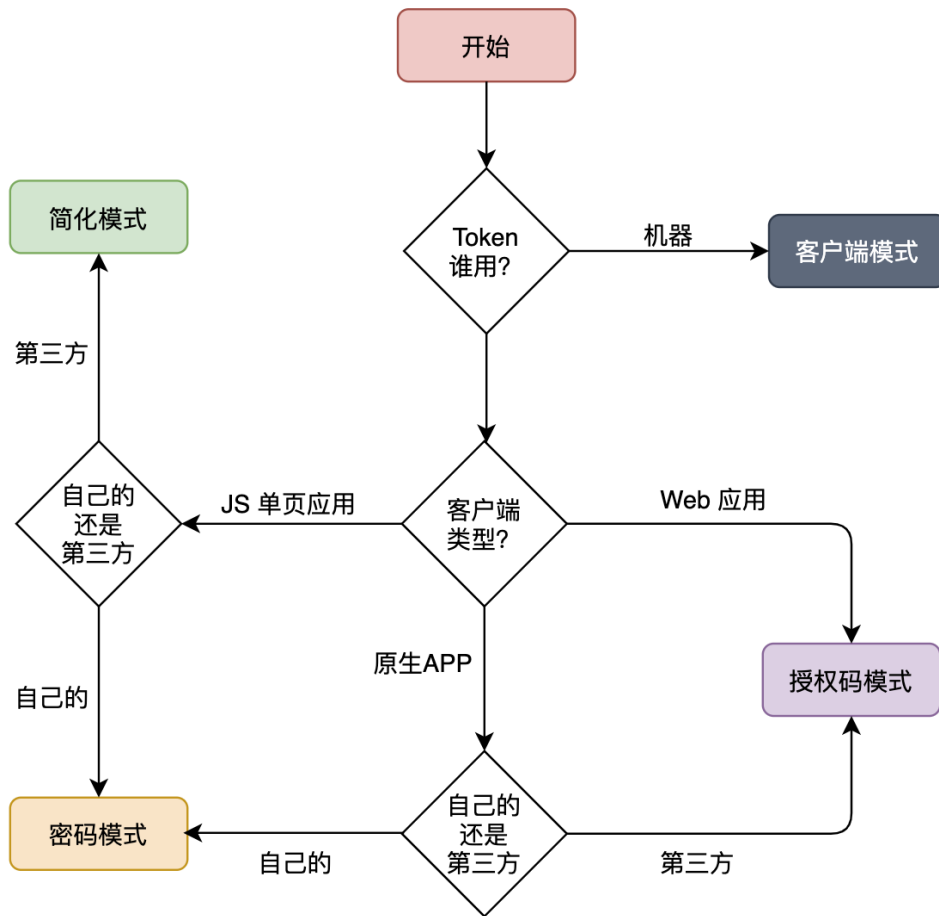 开始
简化模式
Token
谁用?
机器
客户端模式
第三方
自己的
还是
第三方
JS 单页应用
客户端
类型?
Web 应用
自己的
原生APP
授权码模式
密码模式
自己的
自己的
还是
第三方
第三方